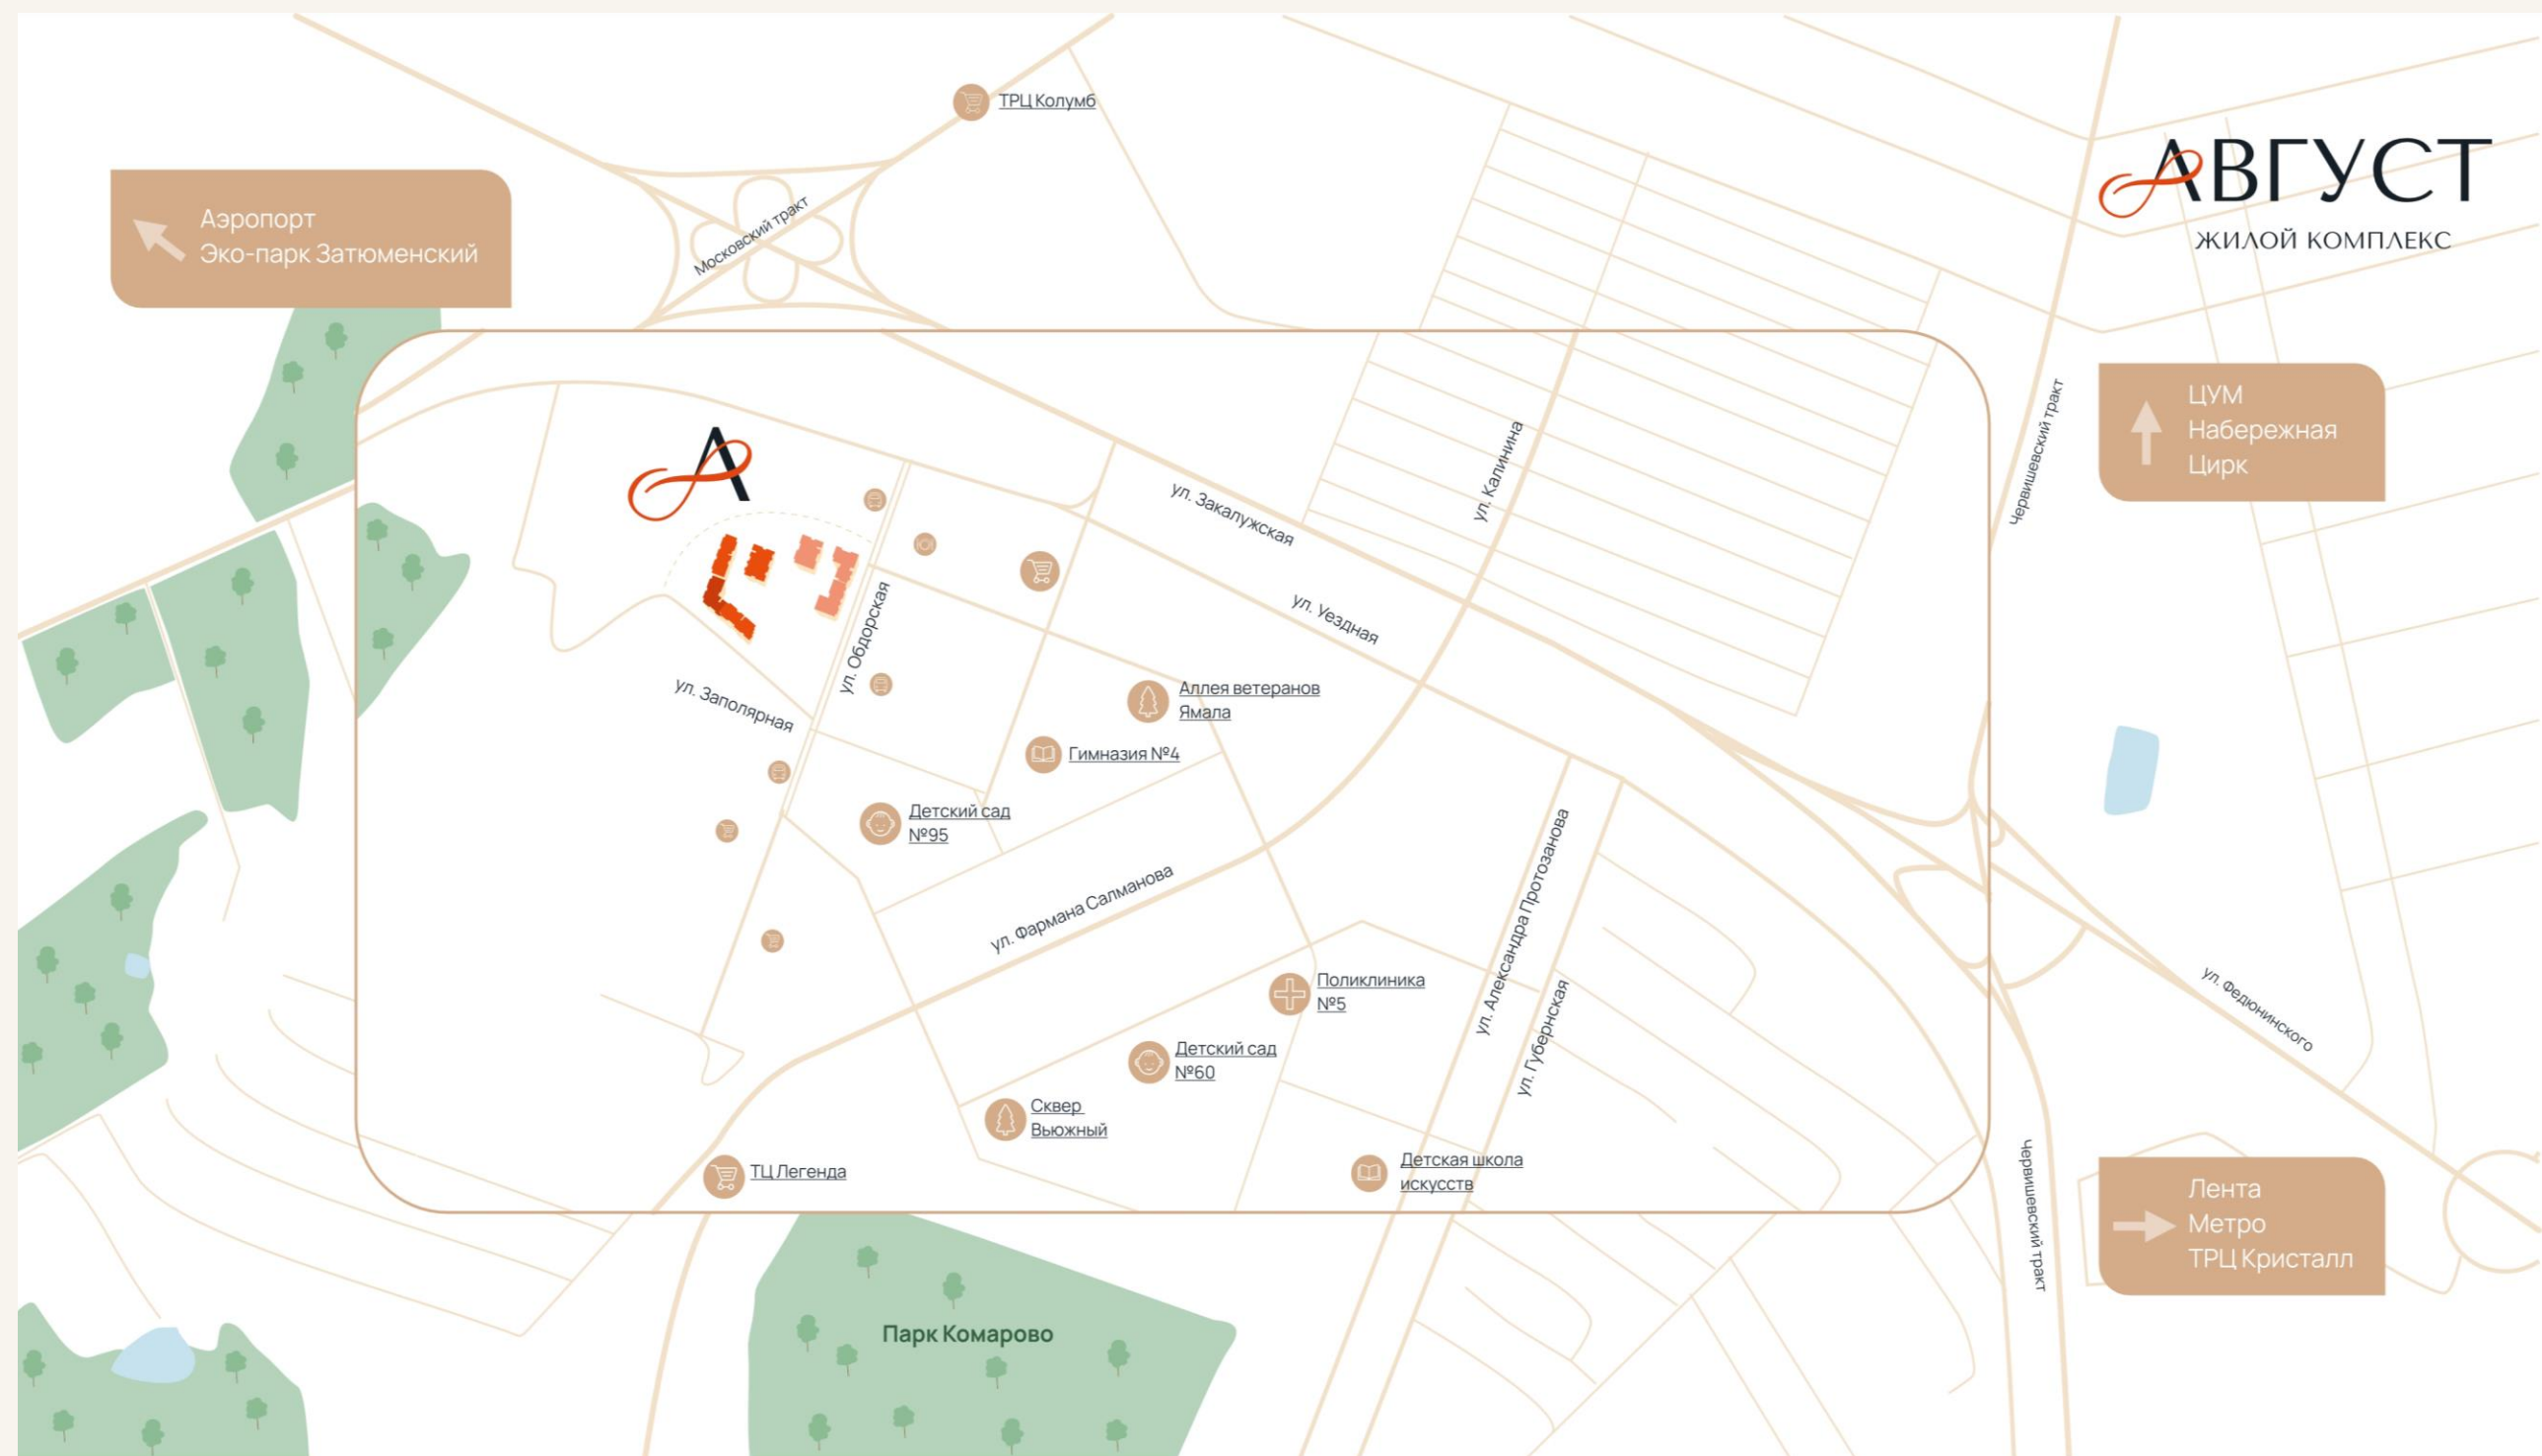 ТРЦ Колумб
АВГУСТ
ЖИЛОЙ КОМПЛЕКС
Аэропорт
Эко-парк Затюменский
Московский тракт
ЦУМ
Набережная
Цирк
Червишевский тракт
ул. Калинина
ул. Закалужская
ул. Уездная
ул. Обдорская
ул. Заполярная
Аллея ветеранов
Ямала
Гимназия №4
Детский сад
№95
ул. Фармана Салманова
ул. Александра Протозанова
ул. Губернская
Поликлиника
№5
ул. Федюнинского
Детский сад
№60
Сквер
Вьюжный
ТЦ Легенда
Детская школа
искусств
Червишевский тракт
Лента
Метро
ТРЦ Кристалл
Парк Комарово